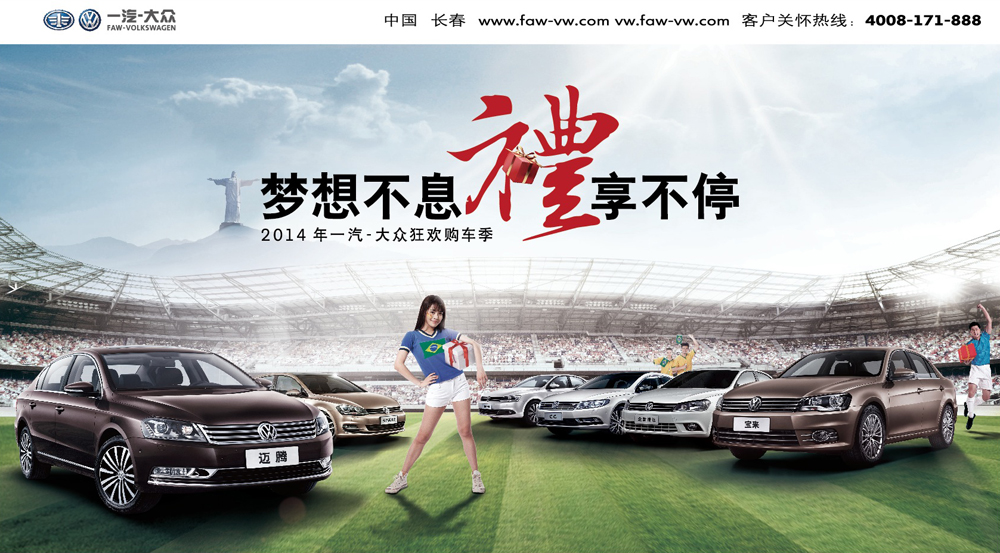 一汽-大众
FAW-VOLKSWAGEN
中国 长春 www.faw-vw.com vw.faw-vw.com 客户关怀热线：4008-171-888
梦想不息 禮 享不停
2014 年一汽-大众狂欢购车季
迈腾
CC
宝来